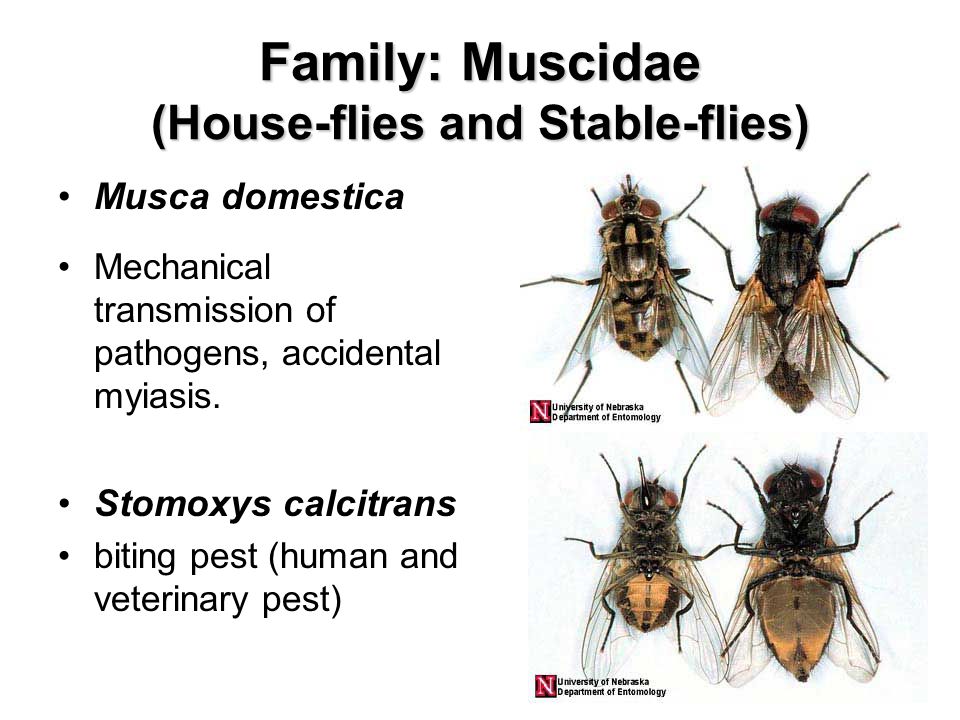 Family: Muscidae
(House-flies and Stable-flies)
• Musca domestica
• Mechanical
transmission of
pathogens, accidental
myiasis.
• Stomoxys calcitrans
• biting pest (human and
veterinary pest)
N University of Nebraska
Department of Entomology
N University of Nebraska
Department of Entomology